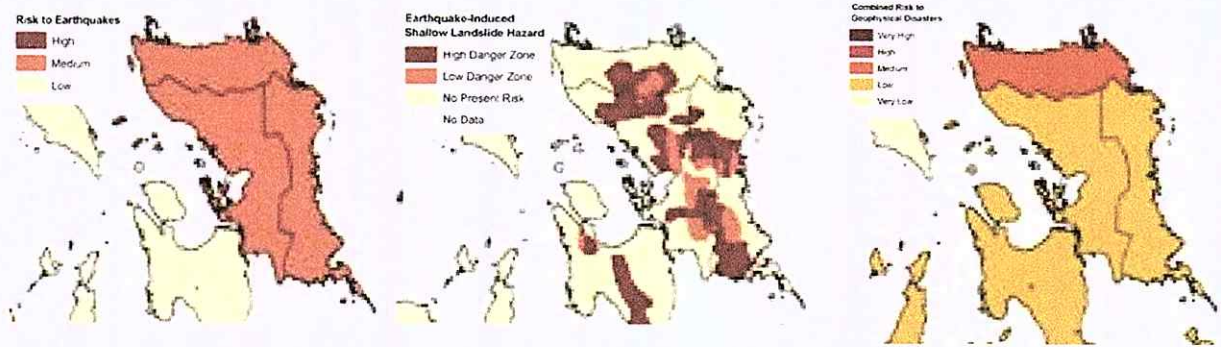 Risk to Earthquakes
High
Medium
Low
Earthquake-Induced
Shallow Landslide Hazard
High Danger Zone
Low Danger Zone
No Present Risk
No Data
Combined Risk to
Geophysical Disasters
Very High
High
Medium
Low
Very Low